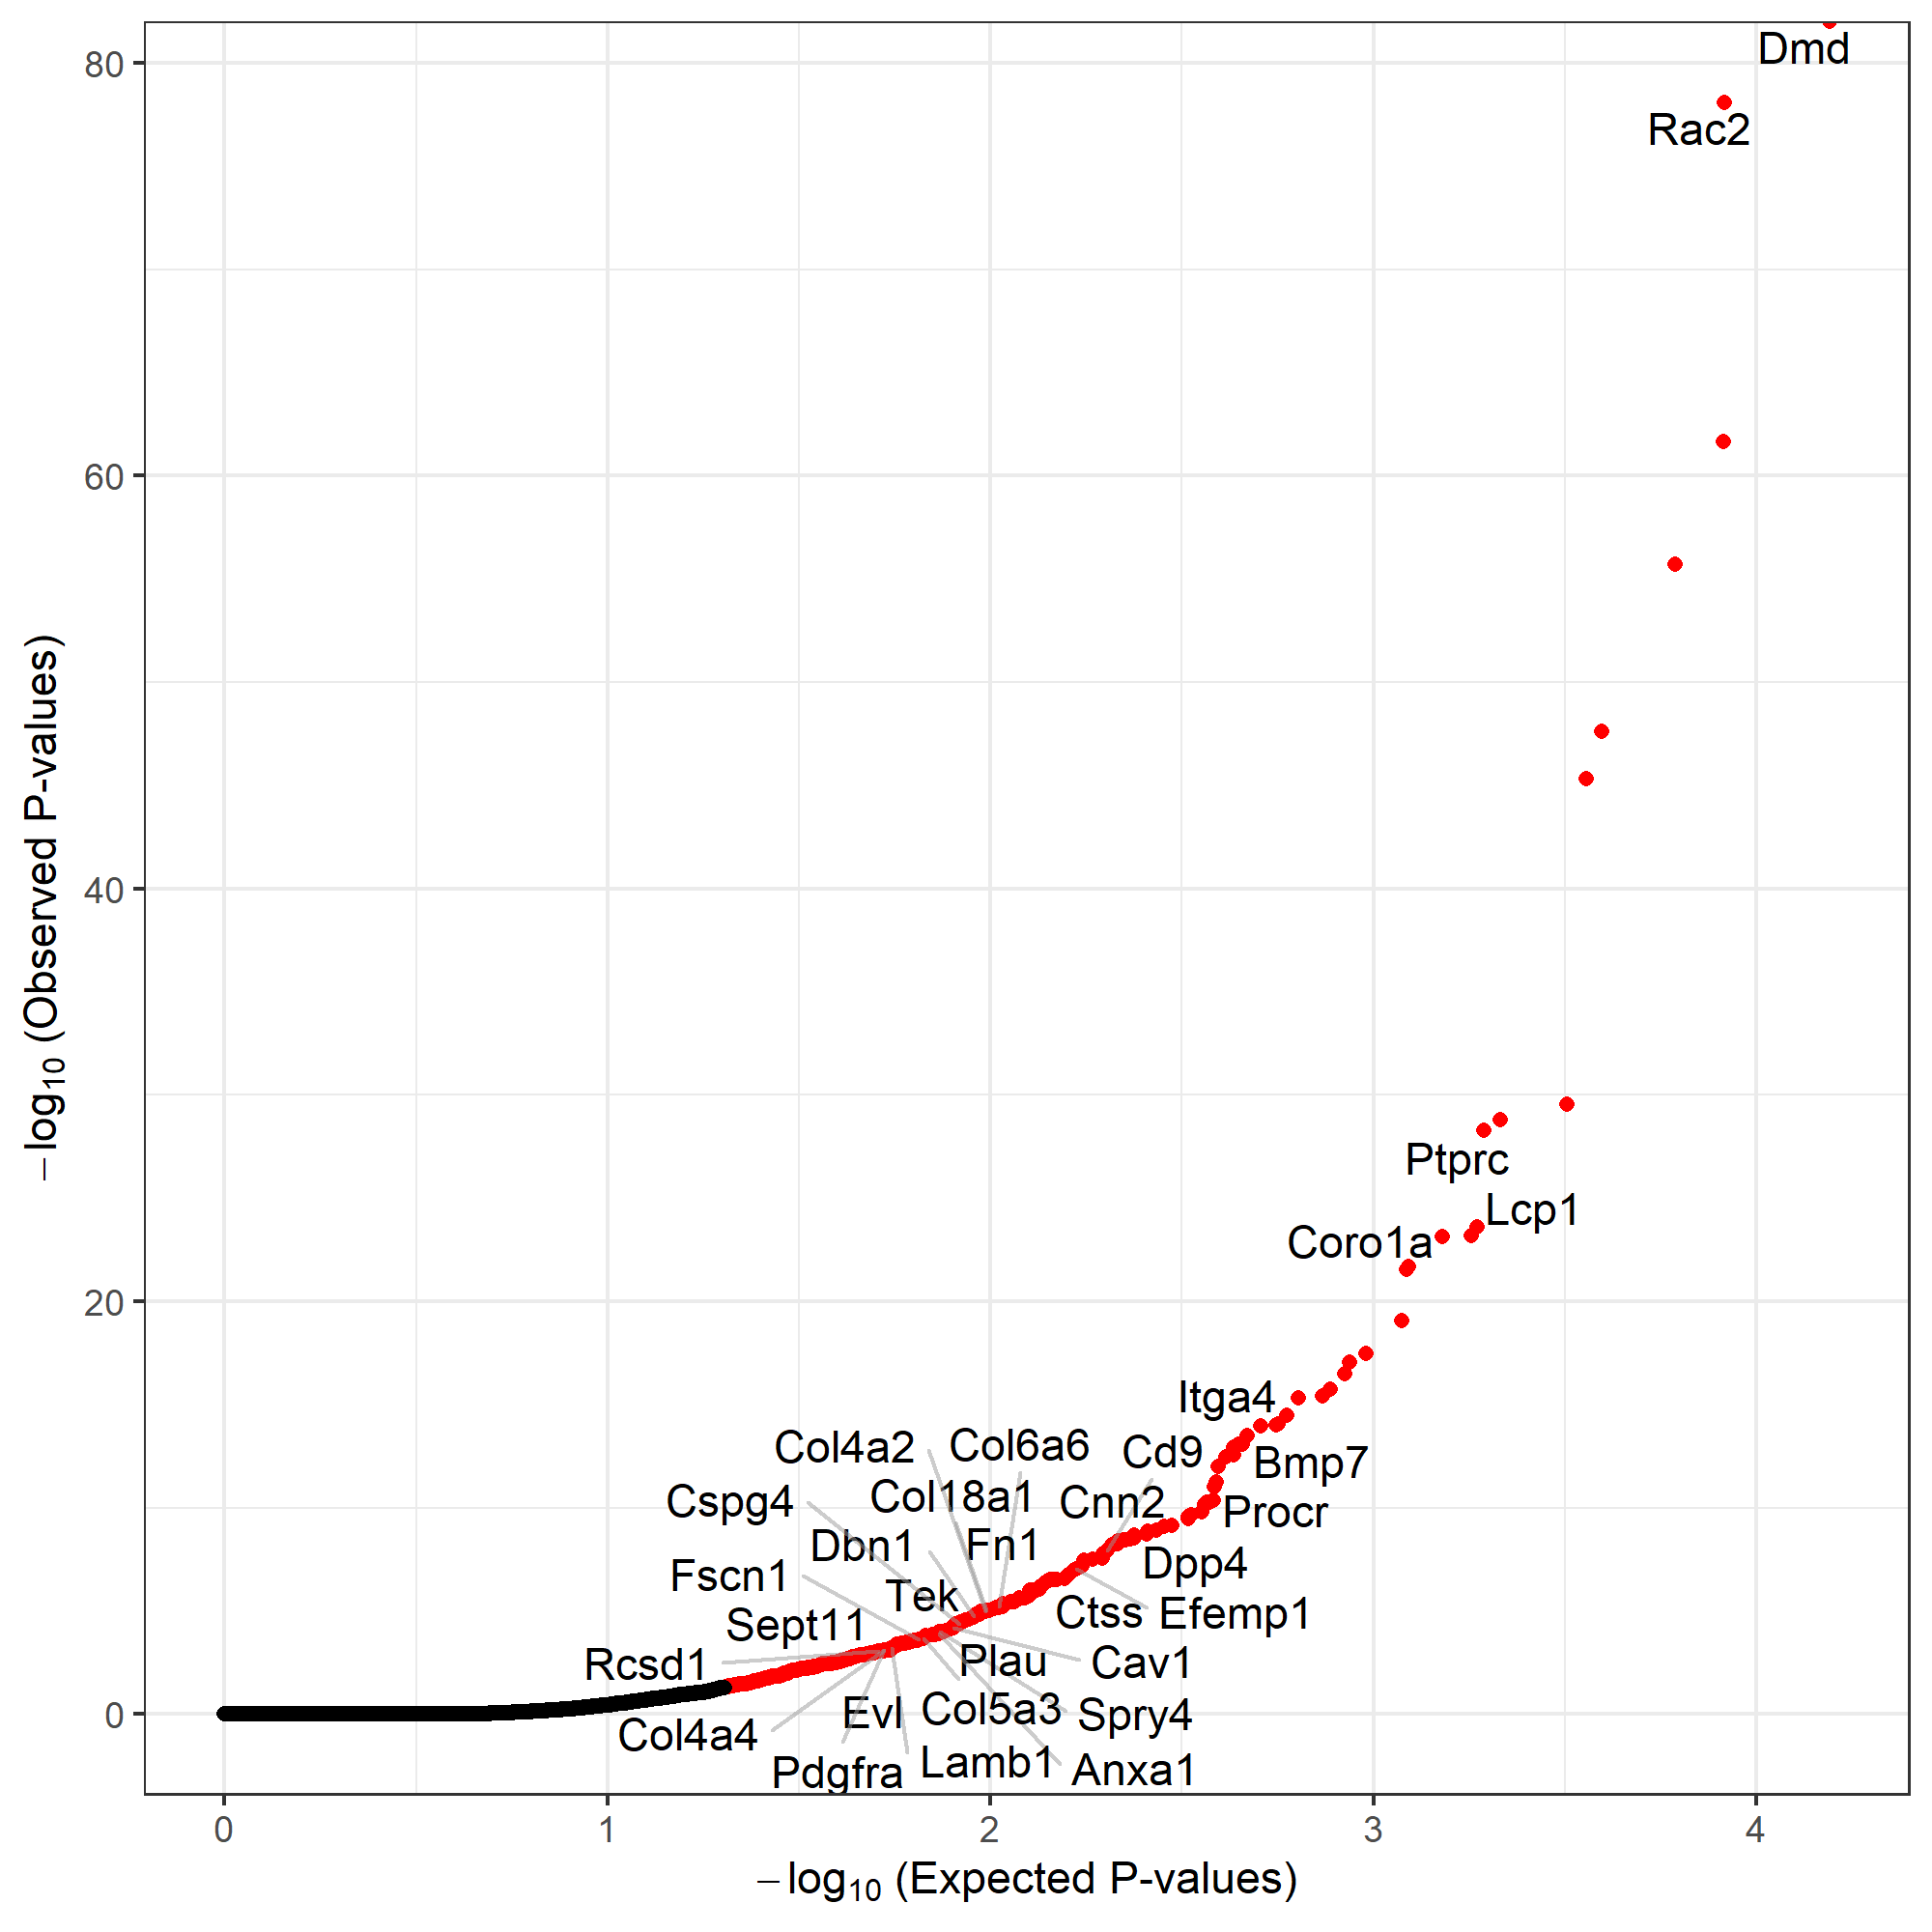 80
60
40
20
0
−log10 (Observed P-values)
Dmd
Rac2
Ptprc
Lcp1
Coro1a
Itga4
Col4a2
Col6a6
Cd9
Bmp7
Cspg4
Col18a1
Cnn2
Procr
Dbn1
Fn1
Dpp4
Fscn1
Tek
Ctss
Efemp1
Sept11
Rcsd1
Plau
Cav1
Col4a4
Evl
Col5a3
Spry4
Pdgfra
Lamb1
Anxa1
0
1
2
3
4
−log10 (Expected P-values)